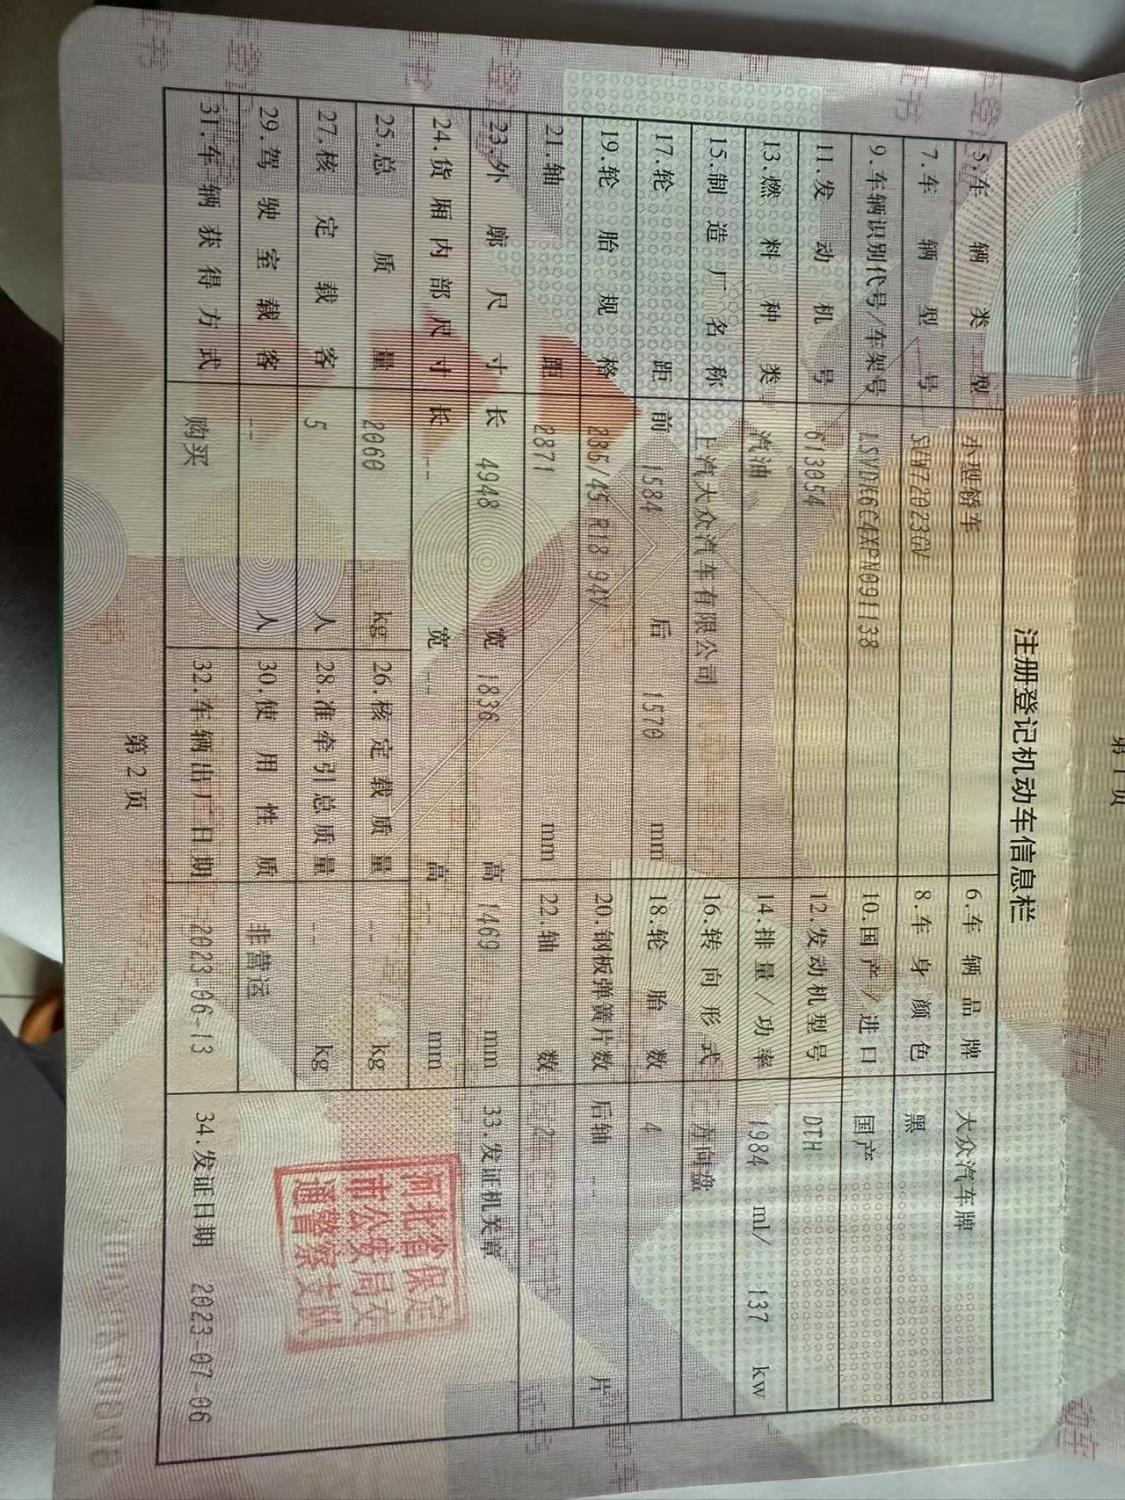 注册登记机动车信息栏
5.车辆类型 小型轿车 6.车辆品牌 大众汽车牌
7.车辆型号 SVW72023GV 8.车身颜色 黑
9.车辆识别代号/车架号 LSVDR6C4XPN091138 10.国产/进口 国产
11.发动机号 613054 12.发动机型号 DTH
13.燃料种类 汽油 14.排量/功率 1984 ml/ 137 kw
15.制造厂名称 上汽大众汽车有限公司 16.转向形式 方向盘
17.轮距 前 1584 后 1570 mm 18.轮胎数 4
19.轮胎规格 235/45 R18 94V 20.钢板弹簧片数 后轴 -- 片
21.轴距 2871 mm 22.轴数 2
23.外廓尺寸 长 4948 宽 1836 高 1469 mm 33.发证机关章
24.货厢内部尺寸 长 -- 宽 -- 高 -- mm
25.总质量 2060 kg 26.核定载质量 -- kg
27.核定载客 5 人 28.准牵引总质量 -- kg
29.驾驶室载客 -- 人 30.使用性质 非营运
31.车辆获得方式 购买 32.车辆出厂日期 2023-06-13 34.发证日期 2023-07-06
河北省保定
市公安局交
通警察支队
第2页
第1页